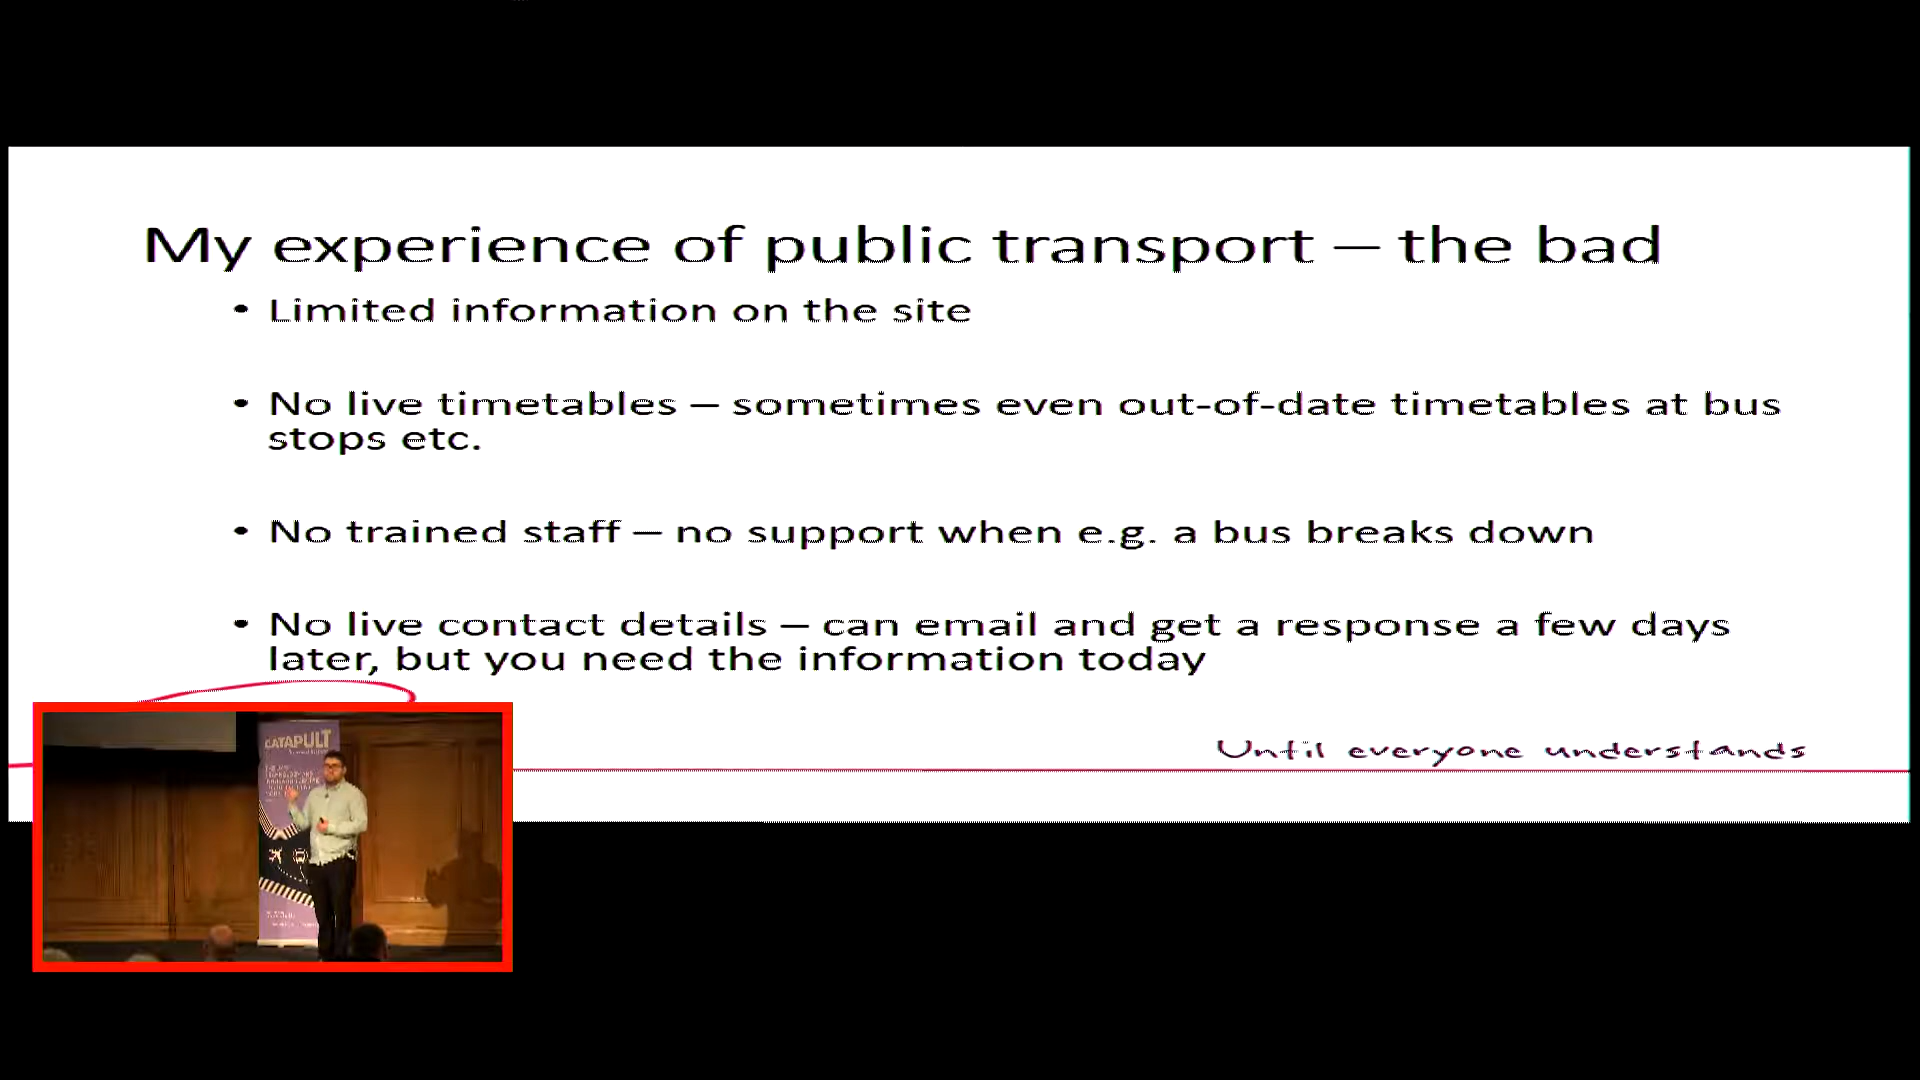 My experience of public transport – the bad
• Limited information on the site
• No live timetables – sometimes even out-of-date timetables at bus
stops etc.
• No trained staff – no support when e.g. a bus breaks down
• No live contact details – can email and get a response a few days
later, but you need the information today
Until everyone understands
CATAPULT